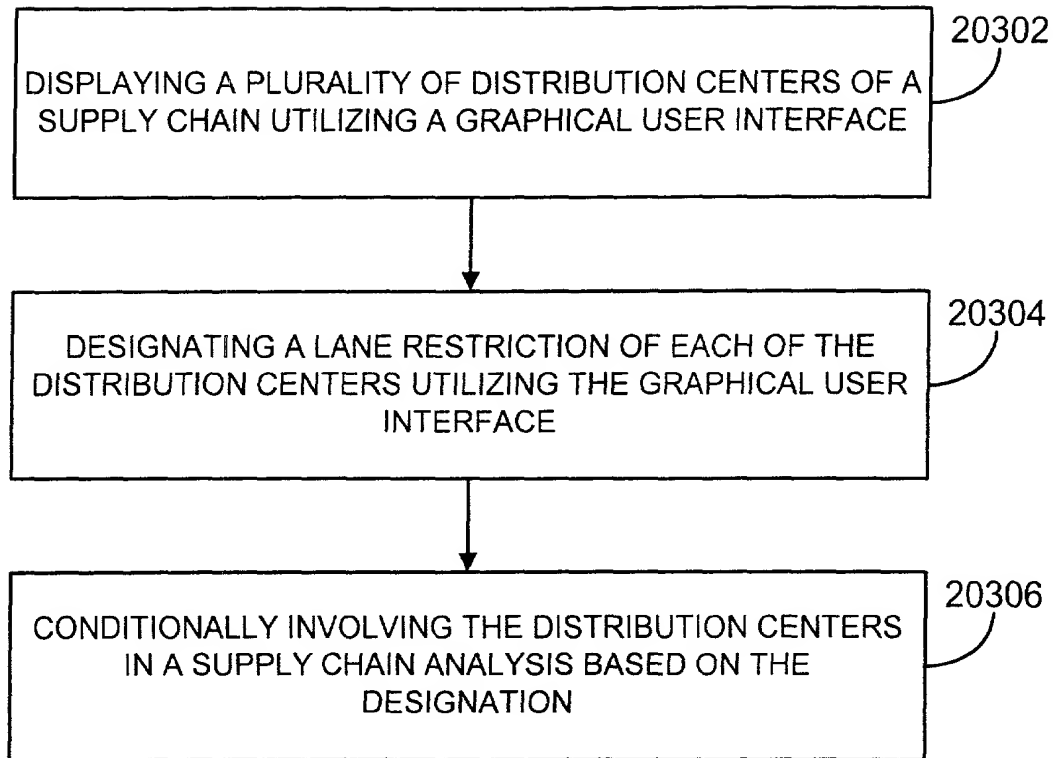 20302
DISPLAYING A PLURALITY OF DISTRIBUTION CENTERS OF A
SUPPLY CHAIN UTILIZING A GRAPHICAL USER INTERFACE
20304
DESIGNATING A LANE RESTRICTION OF EACH OF THE
DISTRIBUTION CENTERS UTILIZING THE GRAPHICAL USER
INTERFACE
20306
CONDITIONALLY INVOLVING THE DISTRIBUTION CENTERS
IN A SUPPLY CHAIN ANALYSIS BASED ON THE
DESIGNATION